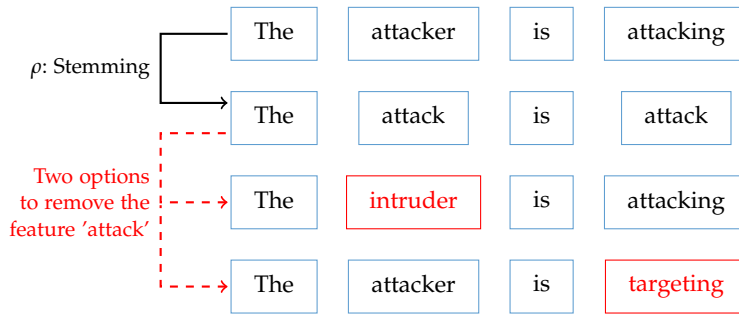 The attacker is attacking
ρ: Stemming
The attack is attack
Two options
to remove the
feature 'attack'
The intruder is attacking
The attacker is targeting